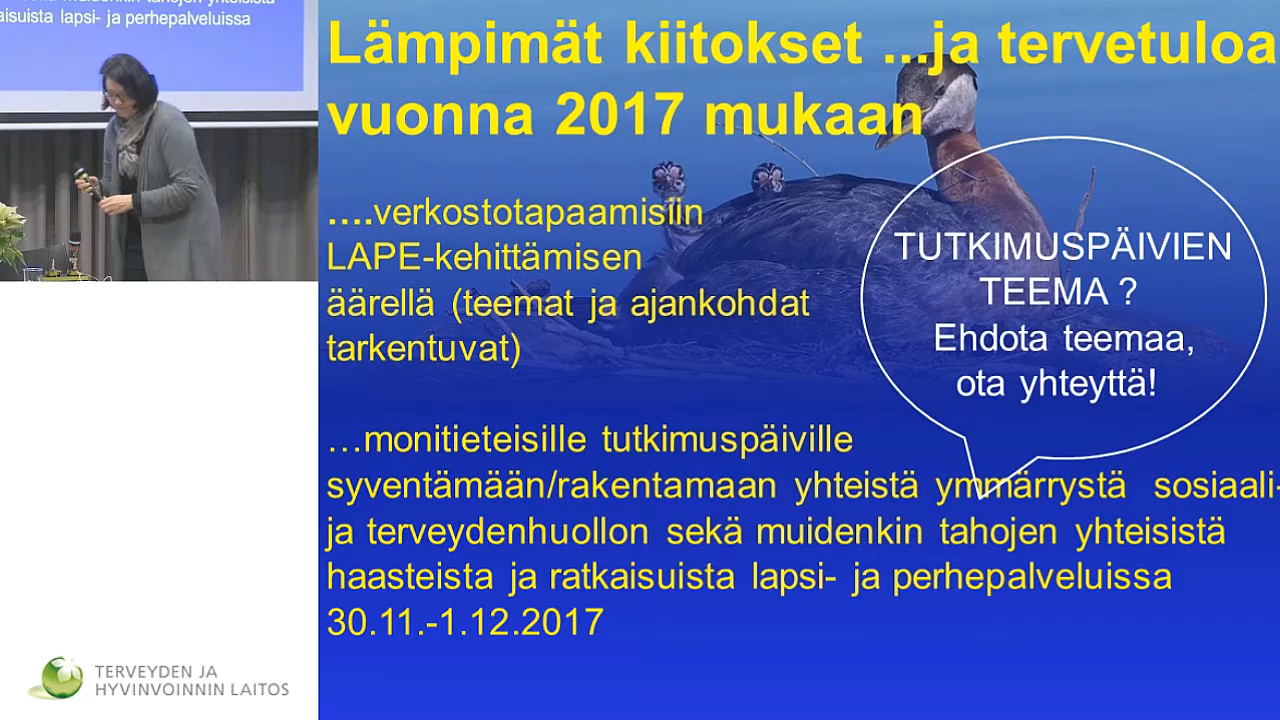 tahojen yhteisistä
lapsi- ja perhepalveluissa
Lämpimät kiitokset ...ja tervetuloa
vuonna 2017 mukaan
....verkostotapaamisiin
LAPE-kehittämisen
äärellä (teemat ja ajankohdat
tarkentuvat)
TUTKIMUSPÄIVIEN
TEEMA ?
Ehdota teemaa,
ota yhteyttä!
...monitieteisille tutkimuspäiville
syventämään/rakentamaan yhteistä ymmärrystä sosiaali-
ja terveydenhuollon sekä muidenkin tahojen yhteisistä
haasteista ja ratkaisuista lapsi- ja perhepalveluissa
30.11.-1.12.2017
TERVEYDEN JA
HYVINVOINNIN LAITOS